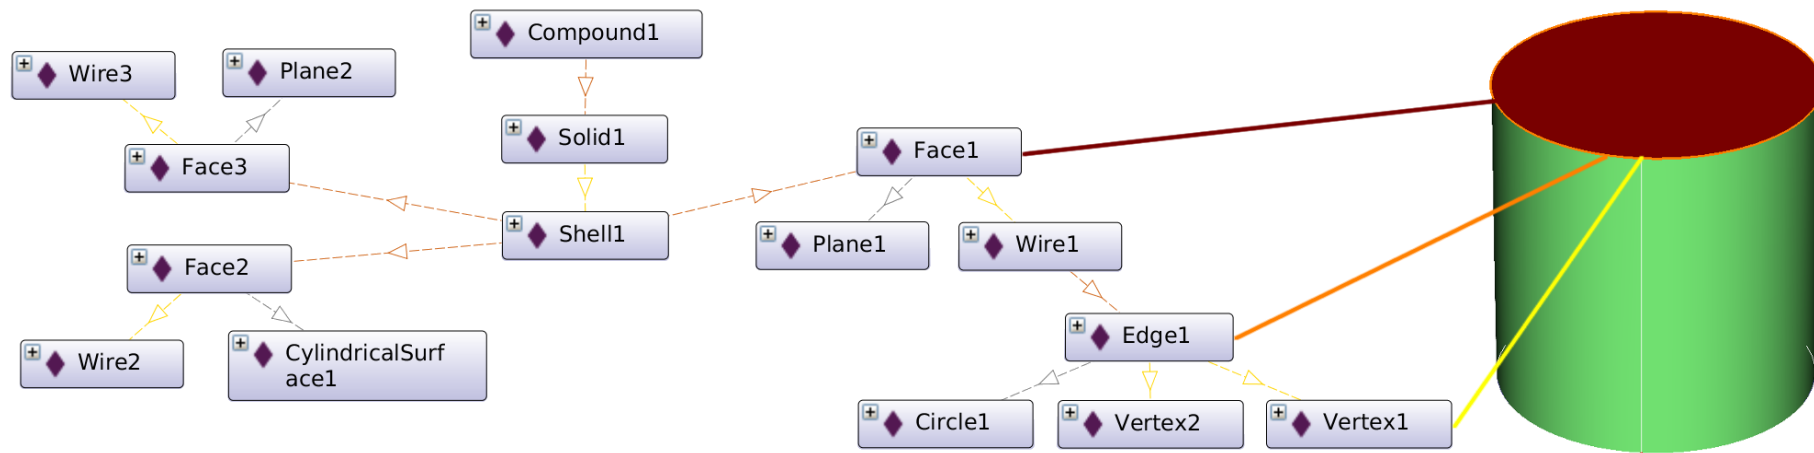 Compound1
Wire3
Plane2
Solid1
Face1
Face3
Shell1
Plane1
Wire1
Face2
Edge1
Wire2
CylindricalSurf
ace1
Circle1
Vertex2
Vertex1